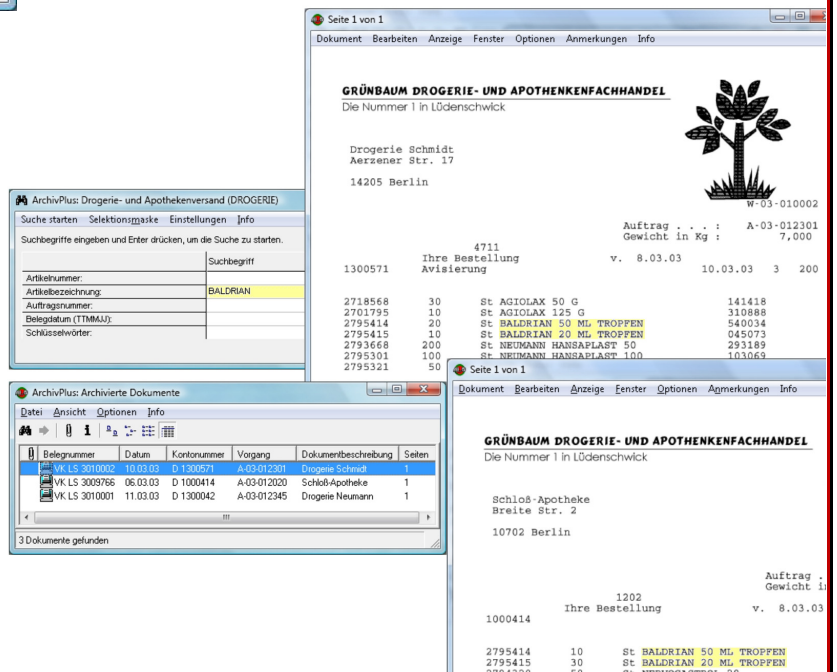 Seite 1 von 1
Dokument Bearbeiten Anzeige Fenster Optionen Anmerkungen Info
GRÜNBAUM DROGERIE- UND APOTHENKENFACHHANDEL
Die Nummer 1 in Lüdenschwick
Drogerie Schmidt
Aerzener Str. 17
14205 Berlin
W-03-010002
Auftrag . . . : A-03-012301
Gewicht in Kg : 7,000
4711
Ihre Bestellung v. 8.03.03
1300571 Avisierung 10.03.03 3 200
2718568 30 St AGIOLAX 50 G 141418
2701795 10 St AGIOLAX 125 G 310888
2795414 20 St BALDRIAN 50 ML TROPFEN 540034
2795415 10 St BALDRIAN 20 ML TROPFEN 045073
2793668 200 St NEUMANN HANSAPLAST 50 293189
2795301 100 St NEUMANN HANSAPLAST 100 103069
2795321 50
ArchivPlus: Drogerie- und Apothekenversand (DROGERIE)
Suche starten Selektionsmaske Einstellungen Info
Suchbegriffe eingeben und Enter drücken, um die Suche zu starten.
Suchbegriff
Artikelnummer:
Artikelbezeichnung: BALDRIAN
Auftragsnummer:
Belegdatum (TTMMJJ):
Schlüsselwörter:
ArchivPlus: Archivierte Dokumente
Datei Ansicht Optionen Info
Belegnummer Datum Kontonummer Vorgang Dokumentbeschreibung Seiten
VK LS 3010002 10.03.03 D 1300571 A-03-012301 Drogerie Schmidt 1
VK LS 3009766 06.03.03 D 1000414 A-03-012020 Schloß-Apotheke 1
VK LS 3010001 11.03.03 D 1300042 A-03-012345 Drogerie Neumann 1
3 Dokumente gefunden
Seite 1 von 1
Dokument Bearbeiten Anzeige Fenster Optionen Anmerkungen Info
GRÜNBAUM DROGERIE- UND APOTHENKENFACHHANDEL
Die Nummer 1 in Lüdenschwick
Schloß-Apotheke
Breite Str. 2
10702 Berlin
Auftrag .
Gewicht
1202
Ihre Bestellung v. 8.03.03
1000414
2795414 10 St BALDRIAN 50 ML TROPFEN
2795415 30 St BALDRIAN 20 ML TROPFEN